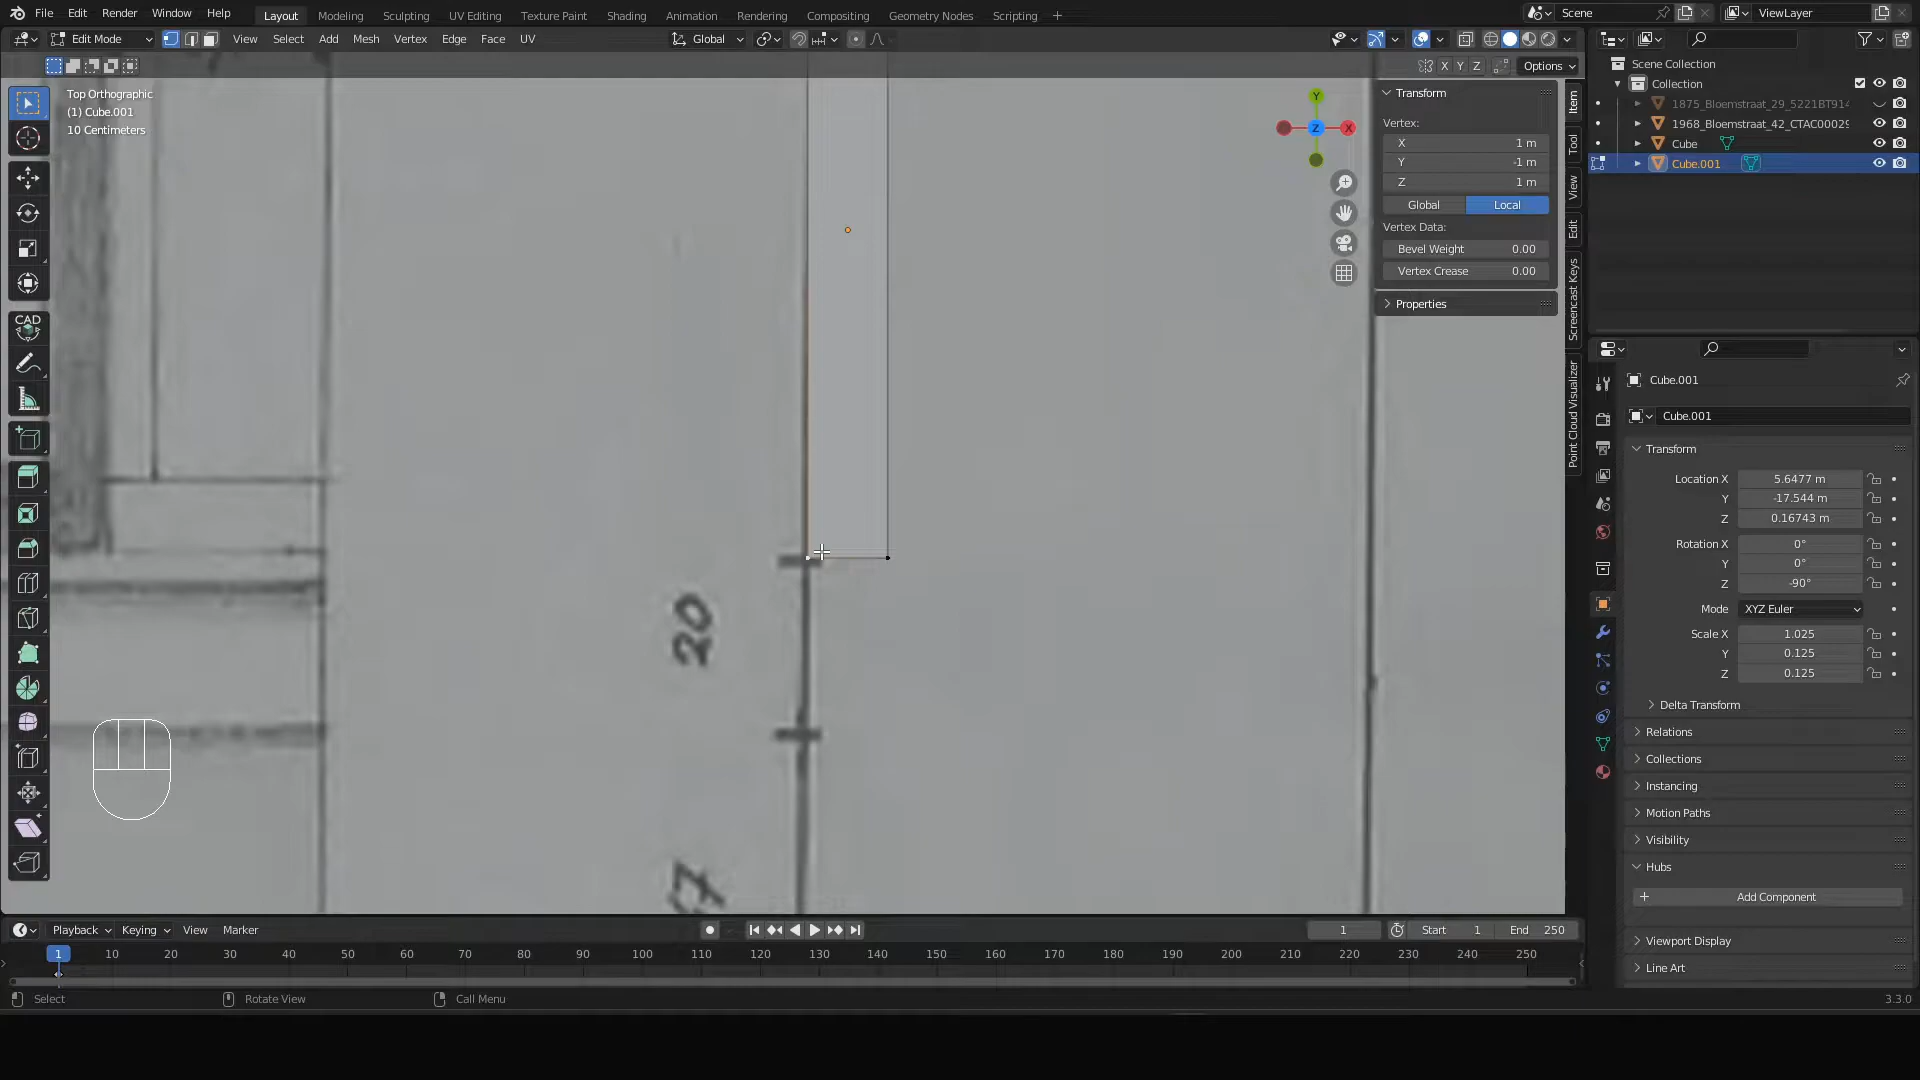 File Edit Render Window Help Layout Modeling Sculpting UV Editing Texture Paint Shading Animation Rendering Compositing Geometry Nodes Scripting + Scene ViewLayer
Edit Mode View Select Add Mesh Vertex Edge Face UV Global
X Y Z Options
Top Orthographic
(1) Cube.001
10 Centimeters
CAD
20
Y
Z
X
Transform
Vertex:
X 1 m
Y -1 m
Z 1 m
Global Local
Vertex Data:
Bevel Weight 0.00
Vertex Crease 0.00
Properties
Item
Tool
View
Edit
Screencast Keys
Point Cloud Visualizer
Scene Collection
Collection
1875_Bloemstraat_29_5221BT914
1968_Bloemstraat_42_CTAC00029
Cube
Cube.001
Cube.001
Cube.001
Transform
Location X 5.6477 m
Y -17.544 m
Z 0.16743 m
Rotation X 0°
Y 0°
Z -90°
Mode XYZ Euler
Scale X 1.025
Y 0.125
Z 0.125
Delta Transform
Relations
Collections
Instancing
Motion Paths
Visibility
Hubs
+ Add Component
Viewport Display
Line Art
Playback Keying View Marker 1 Start 1 End 250
1 10 20 30 40 50 60 70 80 90 100 110 120 130 140 150 160 170 180 190 200 210 220 230 240 250
Select Rotate View Call Menu 3.3.0